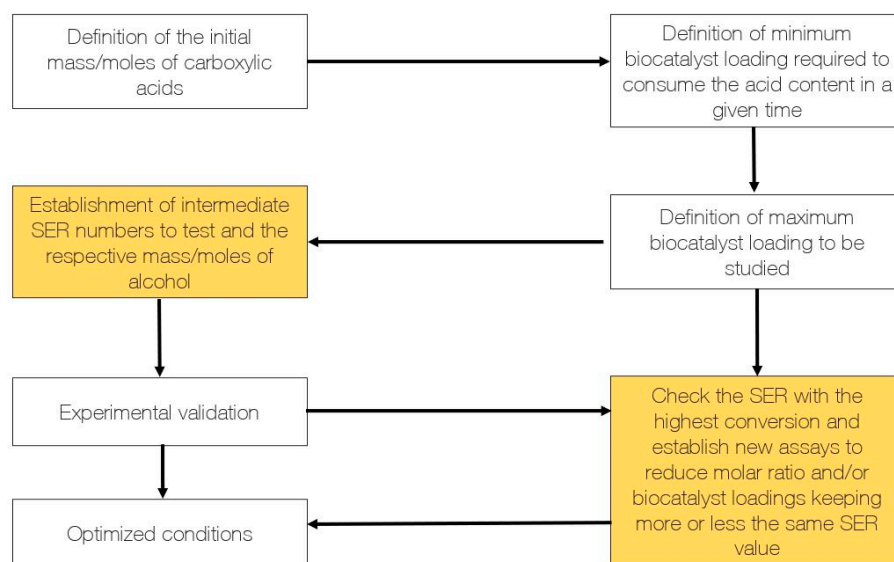 Definition of the initial
mass/moles of carboxylic
acids
Definition of minimum
biocatalyst loading required to
consume the acid content in a
given time
Establishment of intermediate
SER numbers to test and the
respective mass/moles of
alcohol
Definition of maximum
biocatalyst loading to be
studied
Experimental validation
Check the SER with the
highest conversion and
establish new assays to
reduce molar ratio and/or
biocatalyst loadings keeping
more or less the same SER
value
Optimized conditions